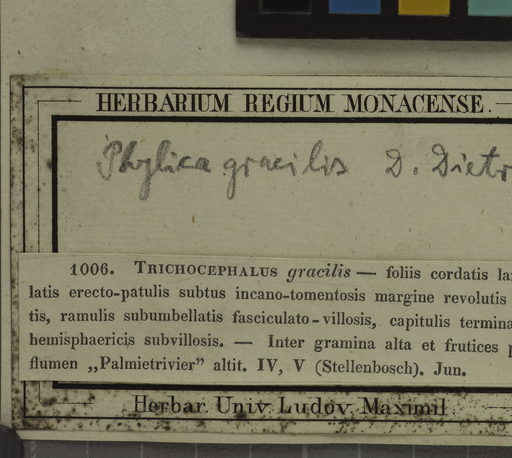 HERBARIUM REGIUM MONACENSE.
Phylica gracilis D. Dietr
1006. TRICHOCEPHALUS gracilis — foliis cordatis la
latis erecto-patulis subtus incano-tomentosis margine revolutis
tis, ramulis subumbellatis fasciculato-villosis, capitulis termina
hemisphaericis subvillosis. — Inter gramina alta et frutices p
flumen „Palmietrivier” altit. IV, V (Stellenbosch). Jun.
Herbar. Univ. Ludov. Maximil.